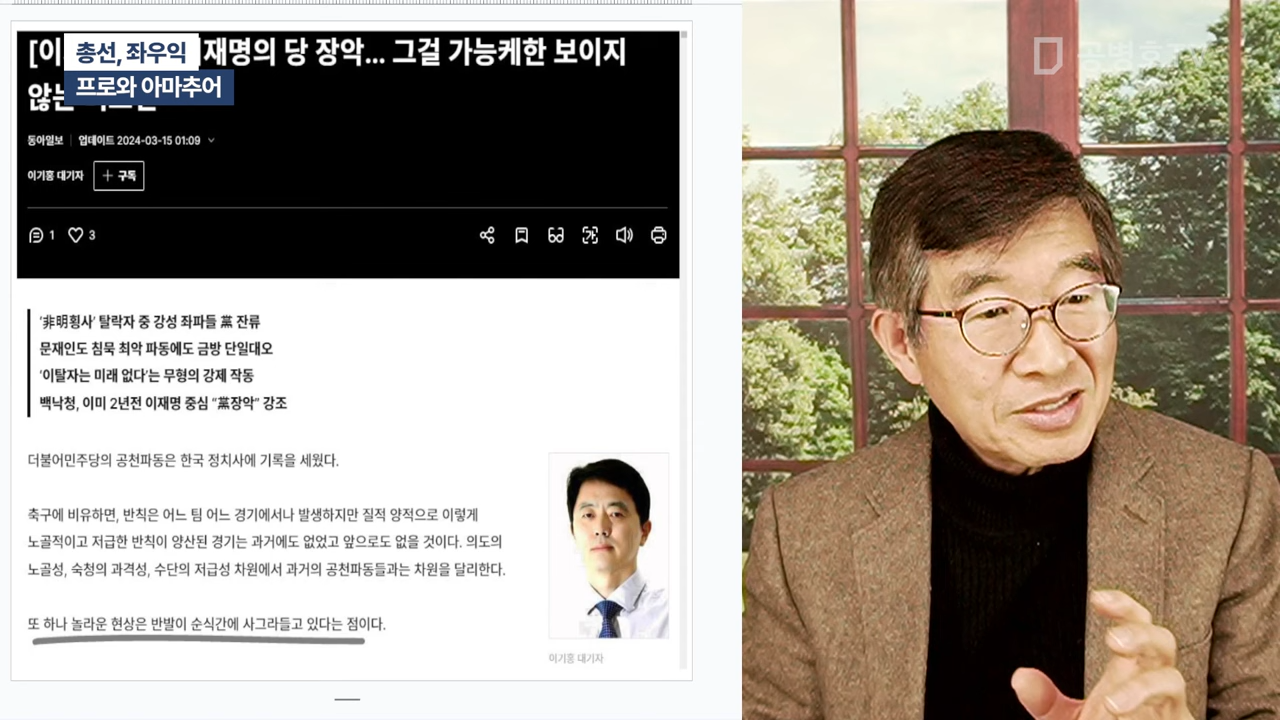 [이
총선, 좌우익
재명의 당 장악... 그걸 가능케한 보이지
않는
프로와 아마추어
동아일보
업데이트 2024-03-15 01:09
이기홍 대기자
+ 구독
1
3
가
공병호
'非明횡사' 탈락자 중 강성 좌파들 黨 잔류
문재인도 침묵 최악 파동에도 금방 단일대오
'이탈자는 미래 없다'는 무형의 강제 작동
백낙청, 이미 2년전 이재명 중심 "黨장악" 강조
더불어민주당의 공천파동은 한국 정치사에 기록을 세웠다.
축구에 비유하면, 반칙은 어느 팀 어느 경기에서나 발생하지만 질적 양적으로 이렇게
노골적이고 저급한 반칙이 양산된 경기는 과거에도 없었고 앞으로도 없을 것이다. 의도의
노골성, 숙청의 과격성, 수단의 저급성 차원에서 과거의 공천파동들과는 차원을 달리한다.
또 하나 놀라운 현상은 반발이 순식간에 사그라들고 있다는 점이다.
이기홍 대기자